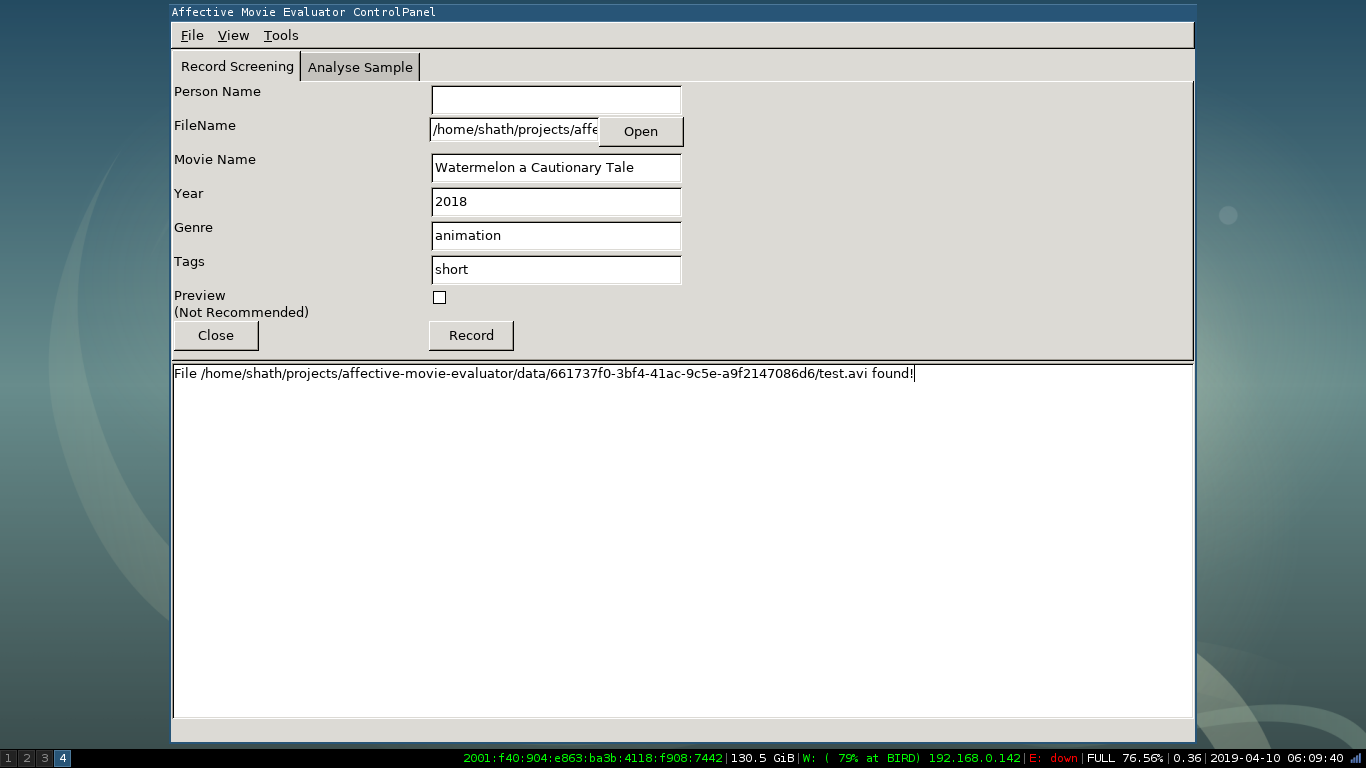 Affective Movie Evaluator ControlPanel
File View Tools
Record Screening Analyse Sample
Person Name
FileName /home/shath/projects/affe Open
Movie Name Watermelon a Cautionary Tale
Year 2018
Genre animation
Tags short
Preview
(Not Recommended)
Close Record
File /home/shath/projects/affective-movie-evaluator/data/661737f0-3bf4-41ac-9c5e-a9f2147086d6/test.avi found!
1 2 3 4 2001:f40:904:e863:ba3b:4118:f908:7442|130.5 GiB|W: ( 79% at BIRD) 192.168.0.142|E: down|FULL 76.56%|0.36|2019-04-10 06:09:40